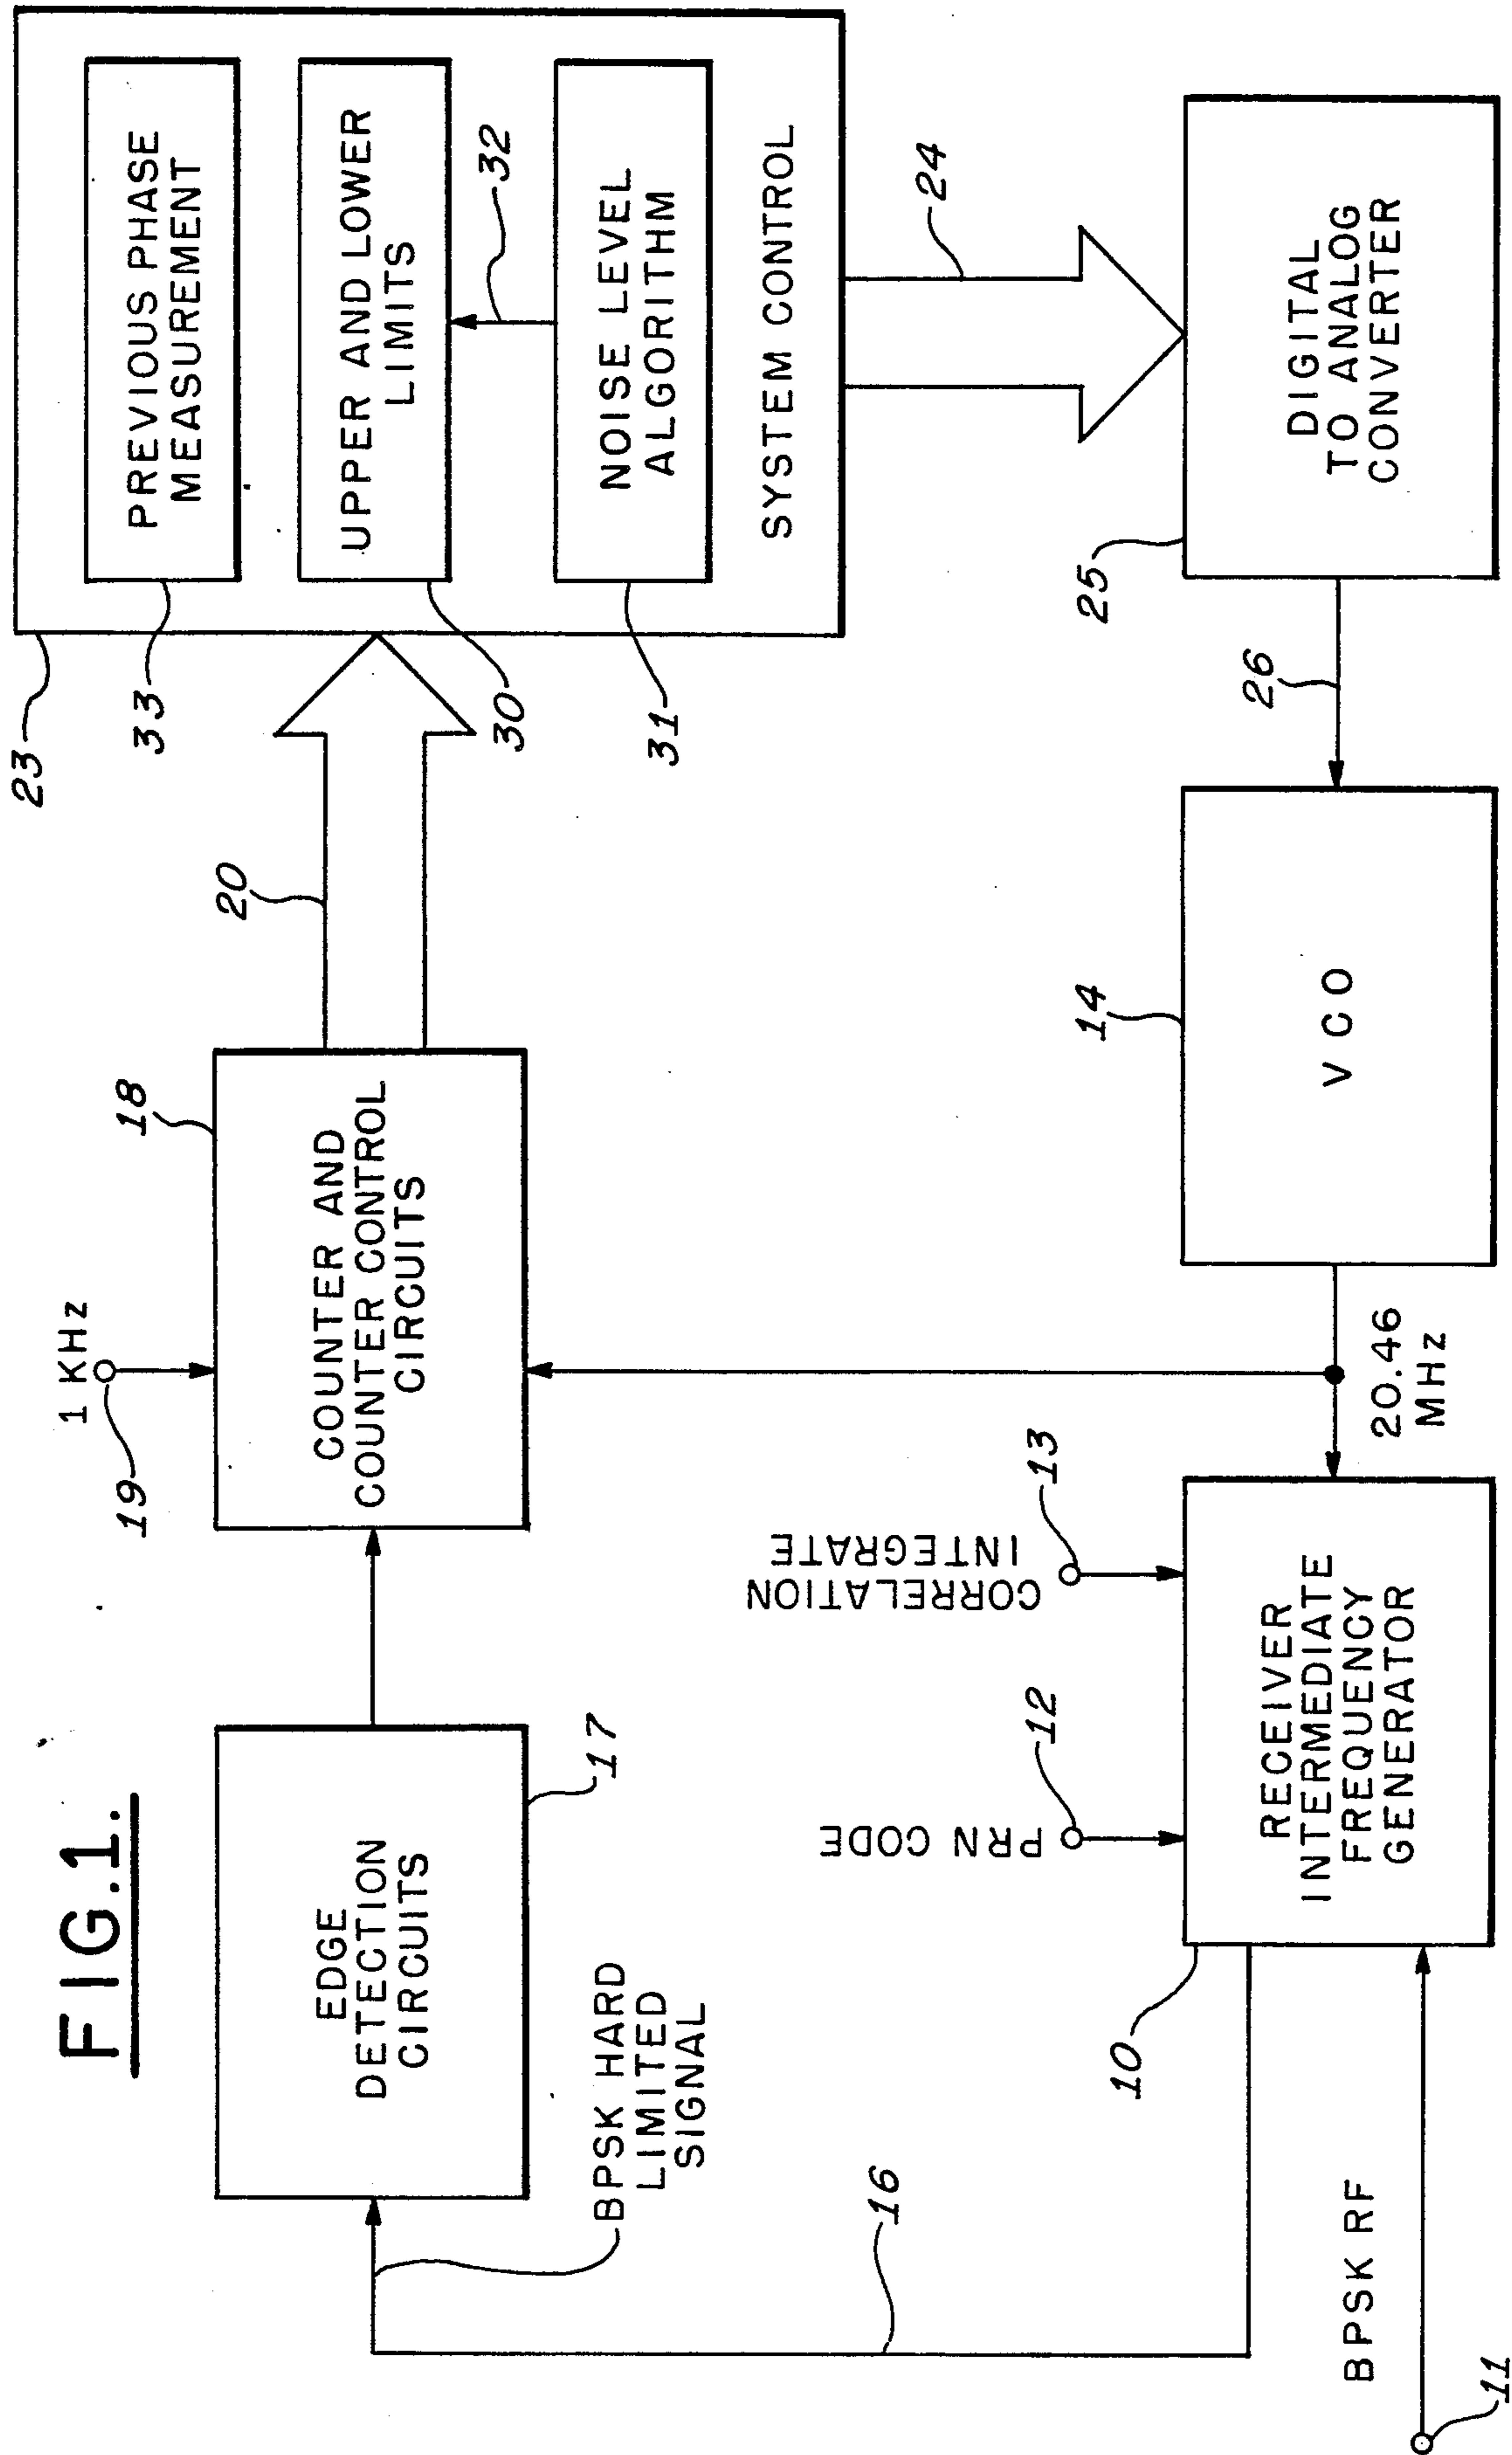 FIG.1.
1 KHz
19
18
20
23
33
30
31
32
PREVIOUS PHASE
MEASUREMENT
UPPER AND LOWER
LIMITS
NOISE LEVEL
ALGORITHM
SYSTEM CONTROL
EDGE
DETECTION
CIRCUITS
17
COUNTER AND
COUNTER CONTROL
CIRCUITS
BPSK HARD
LIMITED
SIGNAL
16
24
PRN CODE
12
CORRELATION
INTEGRATE
13
14
25
26
10
RECEIVER
INTERMEDIATE
FREQUENCY
GENERATOR
20.46
MHz
VCO
DIGITAL
TO ANALOG
CONVERTER
BPSK RF
11